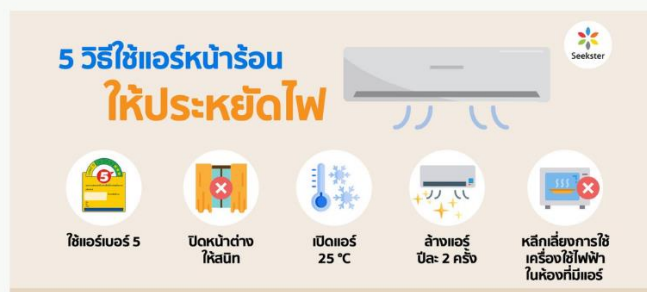 5 วิธีใช้แอร์หน้าร้อน
ให้ประหยัดไฟ
Seekster
5
ใช้แอร์เบอร์ 5
ปิดหน้าต่าง
ให้สนิท
เปิดแอร์
25 °C
ล้างแอร์
ปีละ 2 ครั้ง
หลีกเลี่ยงการใช้
เครื่องใช้ไฟฟ้า
ในห้องที่มีแอร์